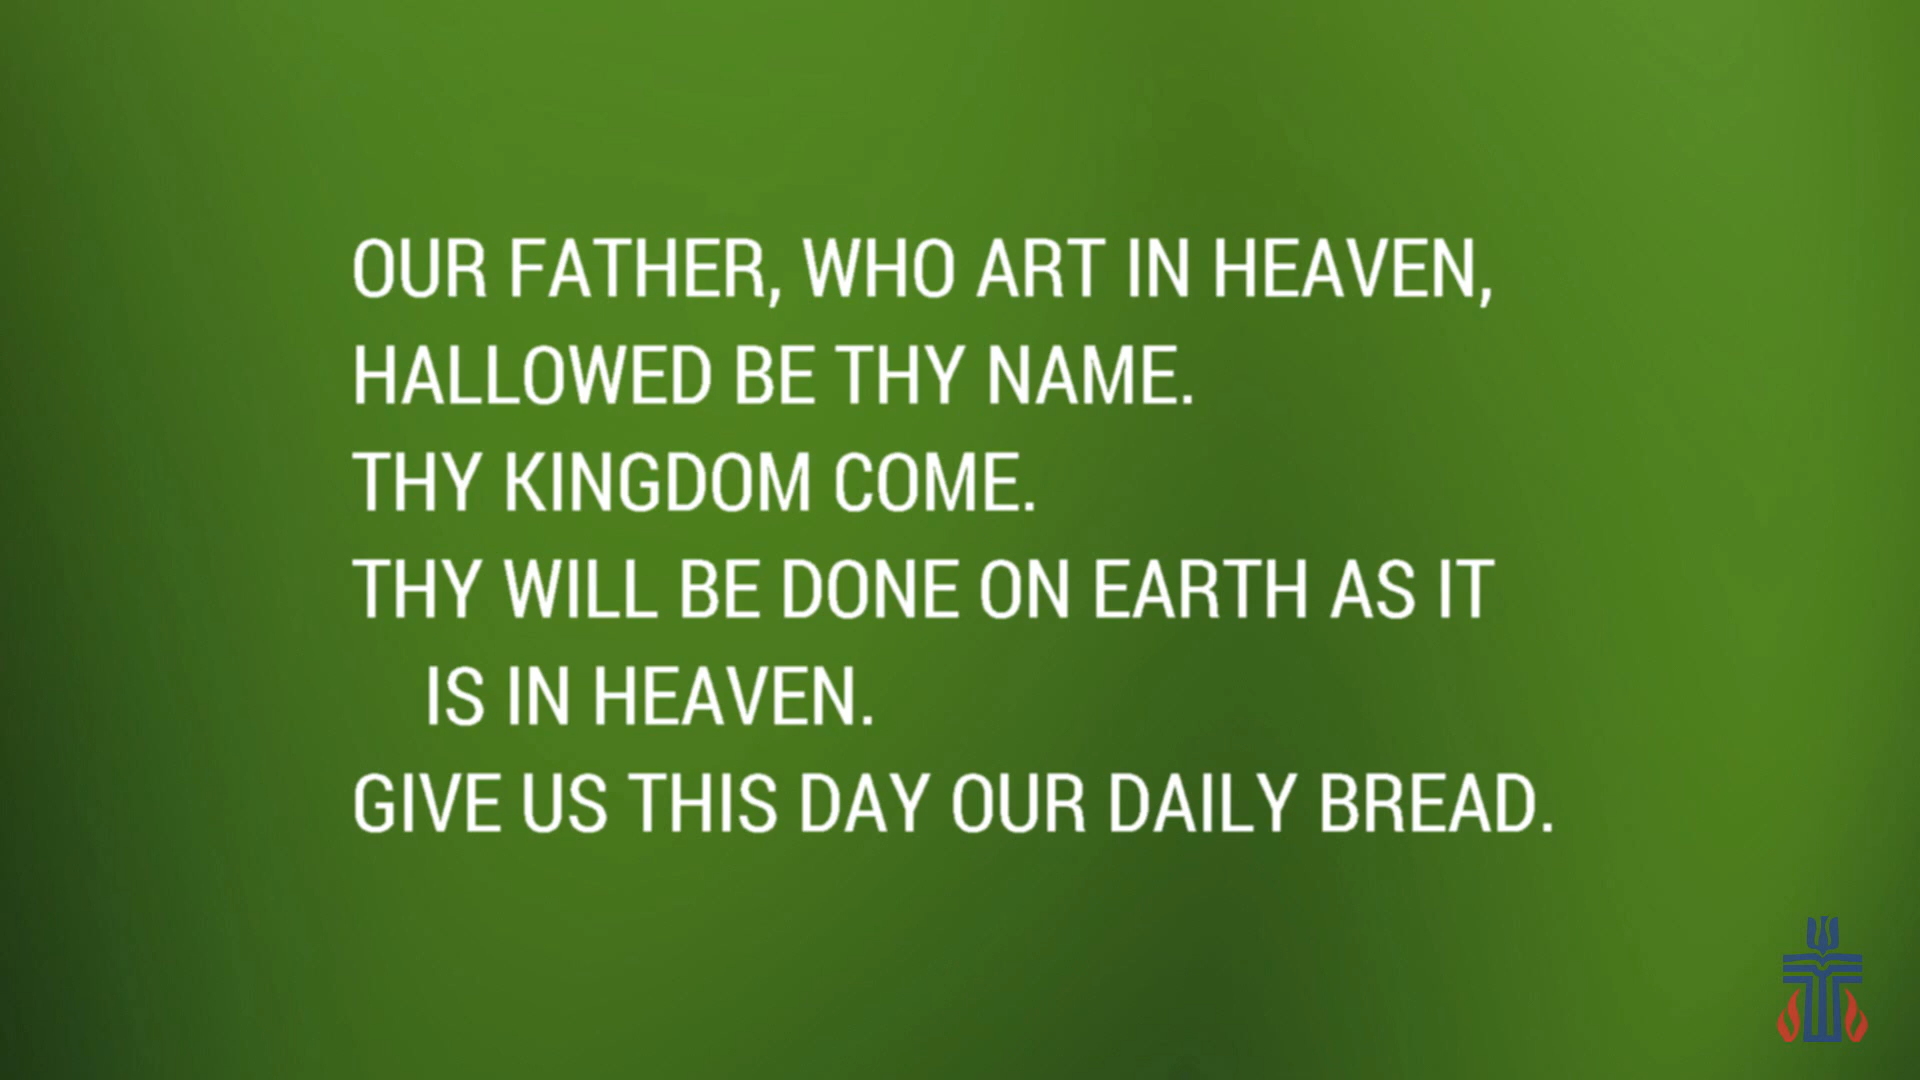 OUR FATHER, WHO ART IN HEAVEN,
HALLOWED BE THY NAME.
THY KINGDOM COME.
THY WILL BE DONE ON EARTH AS IT
IS IN HEAVEN.
GIVE US THIS DAY OUR DAILY BREAD.